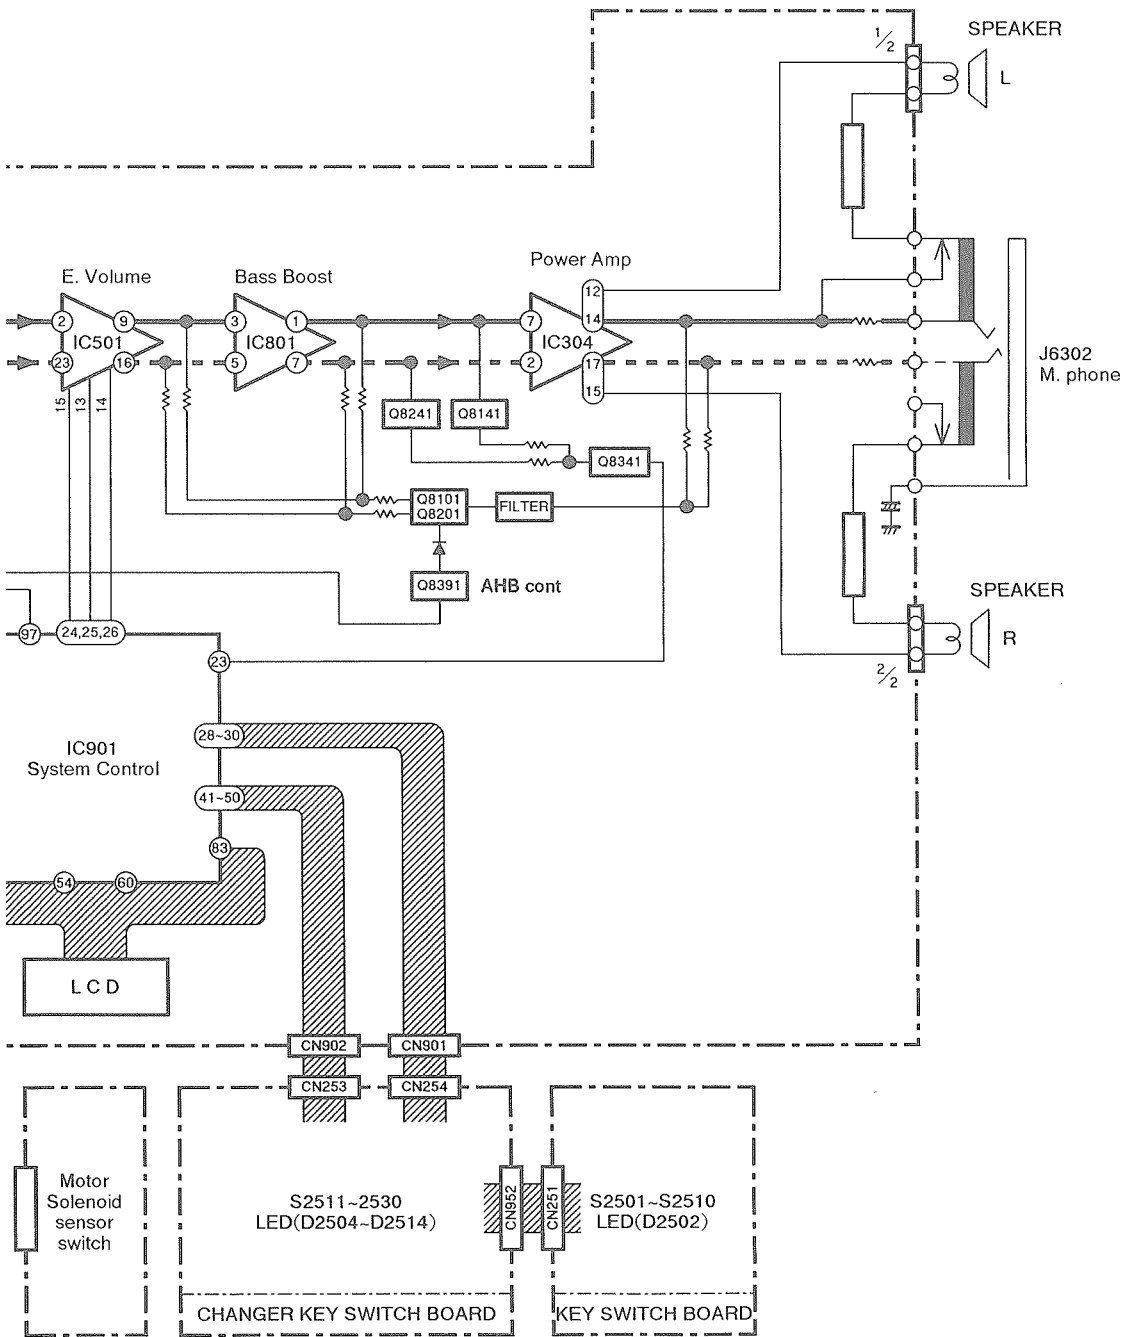 SPEAKER
1/2
L
E. Volume
Bass Boost
Power Amp
12
2
9
3
1
7
14
IC501
IC801
IC304
23
16
5
7
2
17
15
J6302
M. phone
15
13
14
Q8241
Q8141
Q8341
Q8101
Q8201
FILTER
Q8391
AHB cont
SPEAKER
97
24,25,26
R
23
2/2
28~30
IC901
System Control
41~50
83
54
60
LCD
CN902
CN901
CN253
CN254
Motor
Solenoid
sensor
switch
S2511~2530
LED(D2504~D2514)
CN952
CN251
S2501~S2510
LED(D2502)
CHANGER KEY SWITCH BOARD
KEY SWITCH BOARD